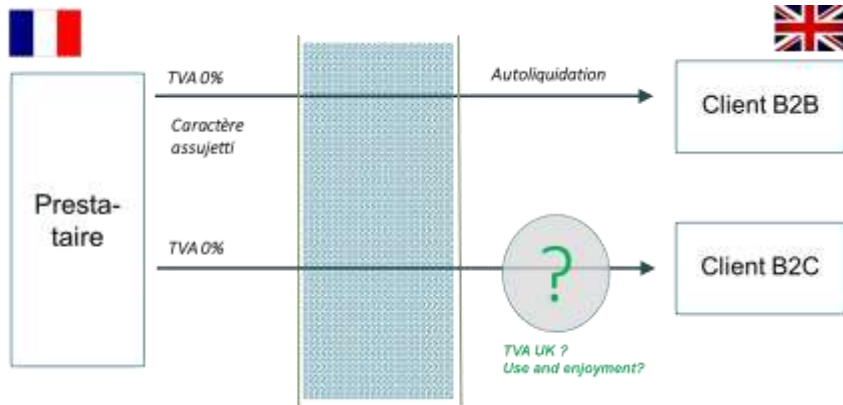 TVA 0%
Autoliquidation
Caractère
assujetti
Client B2B
Presta-
taire
TVA 0%
?
Client B2C
TVA UK ?
Use and enjoyment?